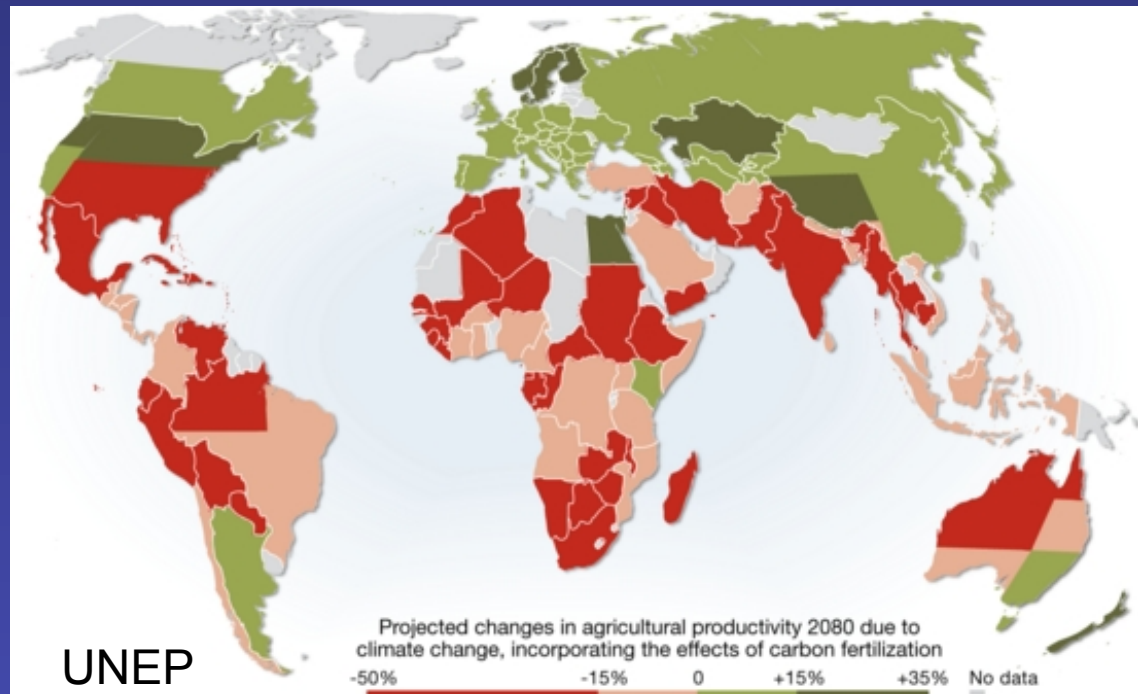 Projected changes in agricultural productivity 2080 due to
climate change, incorporating the effects of carbon fertilization
-50% -15% 0 +15% +35% No data
UNEP